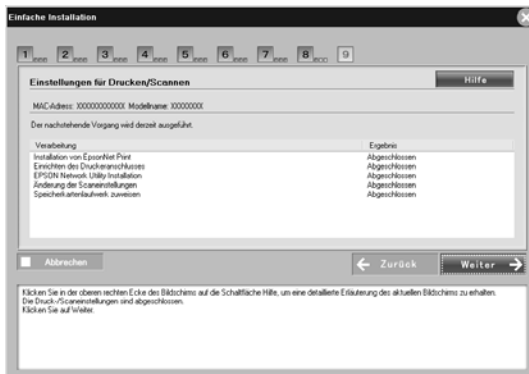 Einfache Installation
1 2 3 4 5 6 7 8 9
Einstellungen für Drucken/Scannen
Hilfe
MAC-Adress: XXXXXXXXXXXX Modellname: XXXXXXXX
Der nachstehende Vorgang wird derzeit ausgeführt.
Verarbeitung Ergebnis
Installation von EpsonNet Print Abgeschlossen
Einrichten des Druckeranschlusses Abgeschlossen
EPSON Network Utility Installation Abgeschlossen
Änderung der Scaneinstellungen Abgeschlossen
Speicherkartenlaufwerk zuweisen Abgeschlossen
Abbrechen Zurück Weiter
Klicken Sie in der oberen rechten Ecke des Bildschirms auf die Schaltfläche Hilfe, um eine detaillierte Erläuterung des aktuellen Bildschirms zu erhalten.
Die Druck-/Scaneinstellungen sind abgeschlossen.
Klicken Sie auf Weiter.